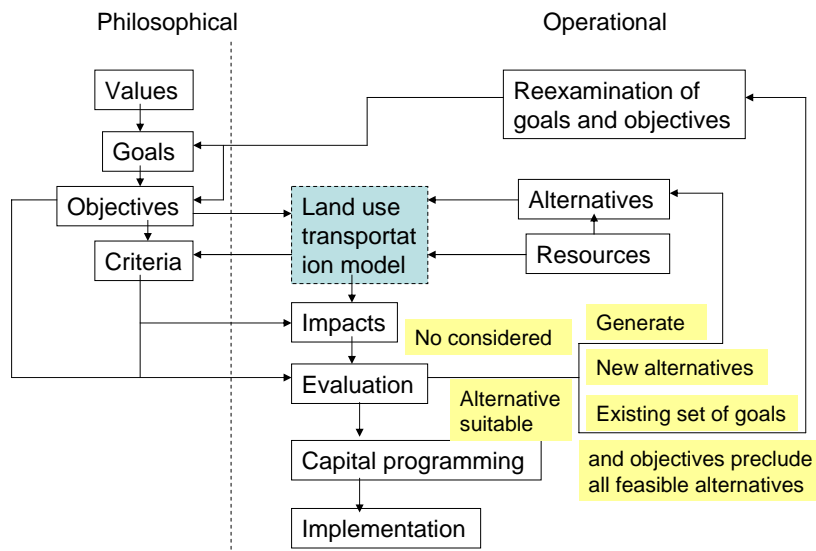 Philosophical
Operational
Values
Reexamination of
goals and objectives
Goals
Objectives
Land use
transportat
ion model
Alternatives
Criteria
Resources
Impacts
No considered
Generate
Evaluation
New alternatives
Alternative
suitable
Existing set of goals
Capital programming
and objectives preclude
all feasible alternatives
Implementation